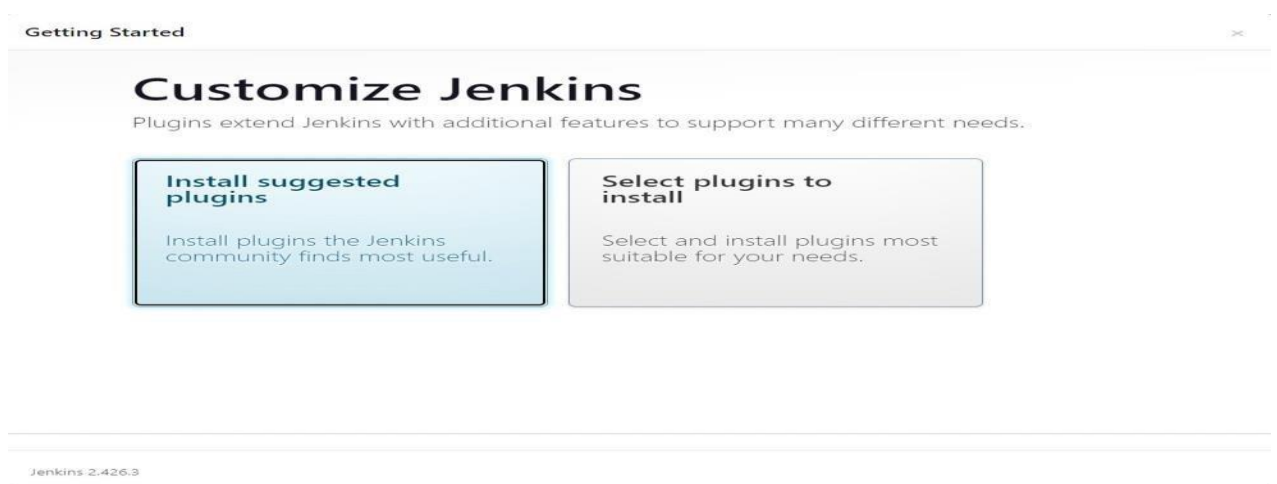 Getting Started
×
Customize Jenkins
Plugins extend Jenkins with additional features to support many different needs.
Install suggested
plugins
Install plugins the Jenkins
community finds most useful.
Select plugins to
install
Select and install plugins most
suitable for your needs.
Jenkins 2.426.3